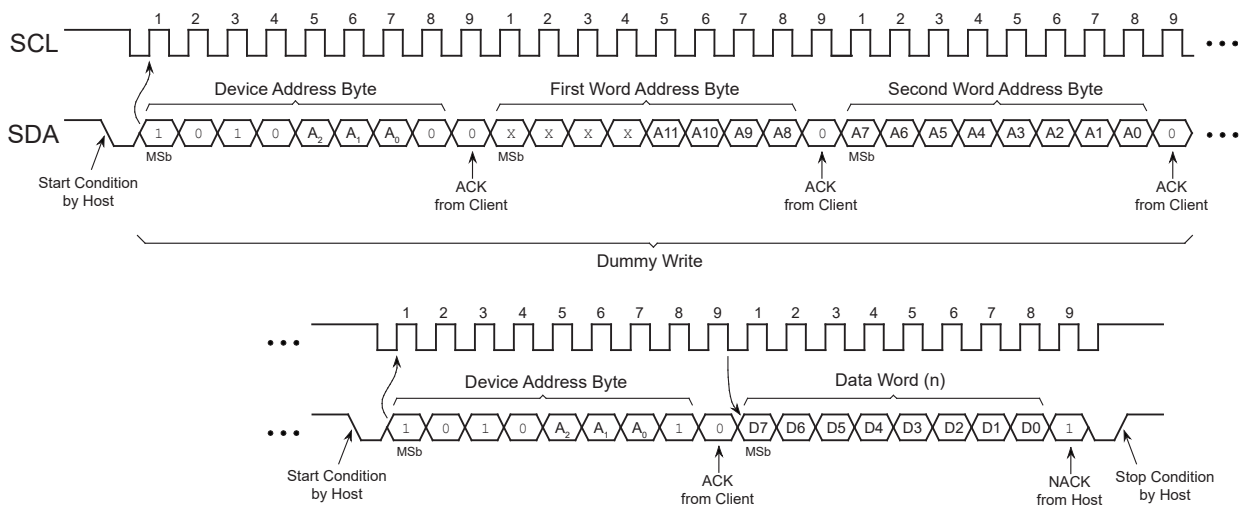 1 2 3 4 5 6 7 8 9 1 2 3 4 5 6 7 8 9 1 2 3 4 5 6 7 8 9
SCL
Device Address Byte First Word Address Byte Second Word Address Byte
SDA 1 0 1 0 A2 A1 A0 0 0 X X X X A11 A10 A9 A8 0 A7 A6 A5 A4 A3 A2 A1 A0 0
MSb MSb MSb
Start Condition
by Host
ACK
from Client
ACK
from Client
ACK
from Client
Dummy Write
1 2 3 4 5 6 7 8 9 1 2 3 4 5 6 7 8 9
Device Address Byte Data Word (n)
1 0 1 0 A2 A1 A0 1 0 D7 D6 D5 D4 D3 D2 D1 D0 1
MSb MSb
Start Condition
by Host
ACK
from Client
NACK
from Host
Stop Condition
by Host